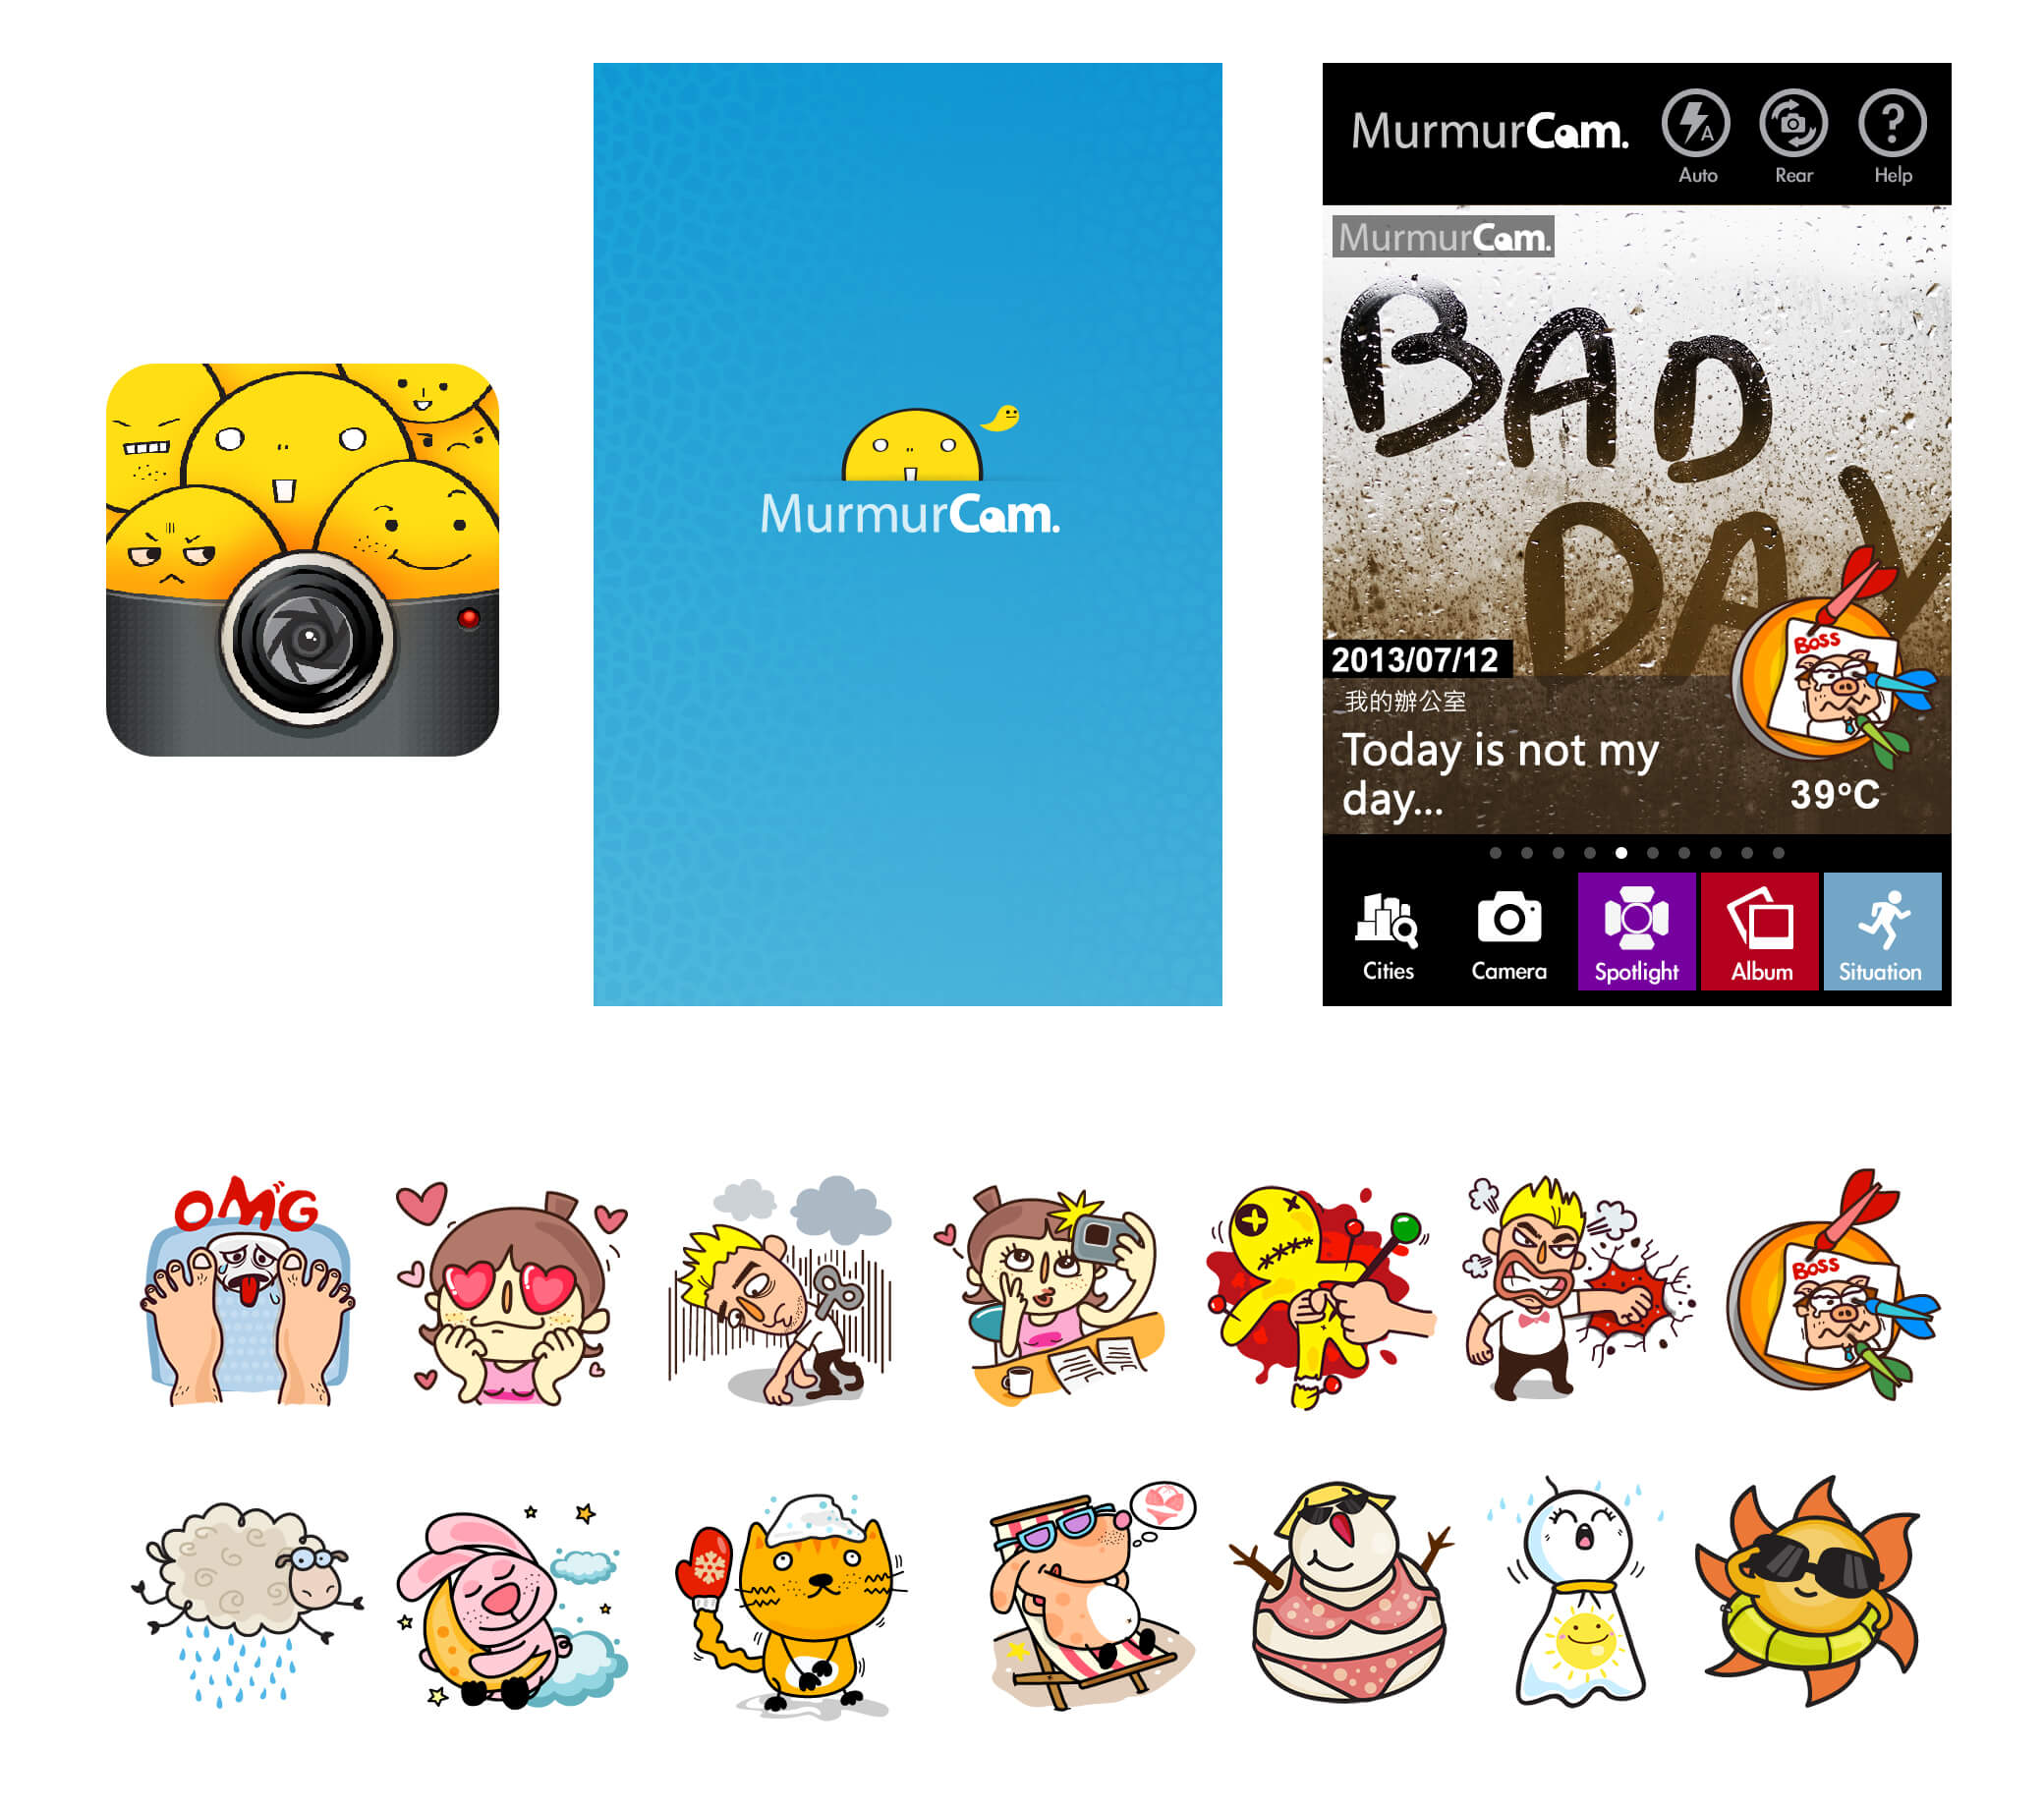 MurmurCam.
MurmurCam.
Auto
Rear
Help
MurmurCam.
BAD
DAY
BOSS
2013/07/12
我的辦公室
Today is not my
day...
39°C
Cities
Camera
Spotlight
Album
Situation
OMG
BOSS